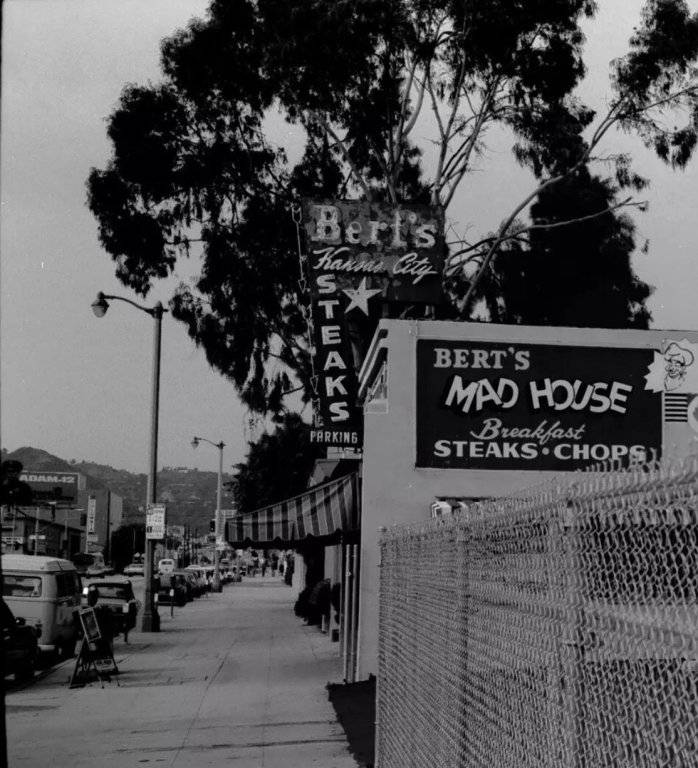 Bert's
Kansas City
STEAKS
PARKING
BERT'S
MAD HOUSE
Breakfast
STEAKS · CHOPS
ADAM-12